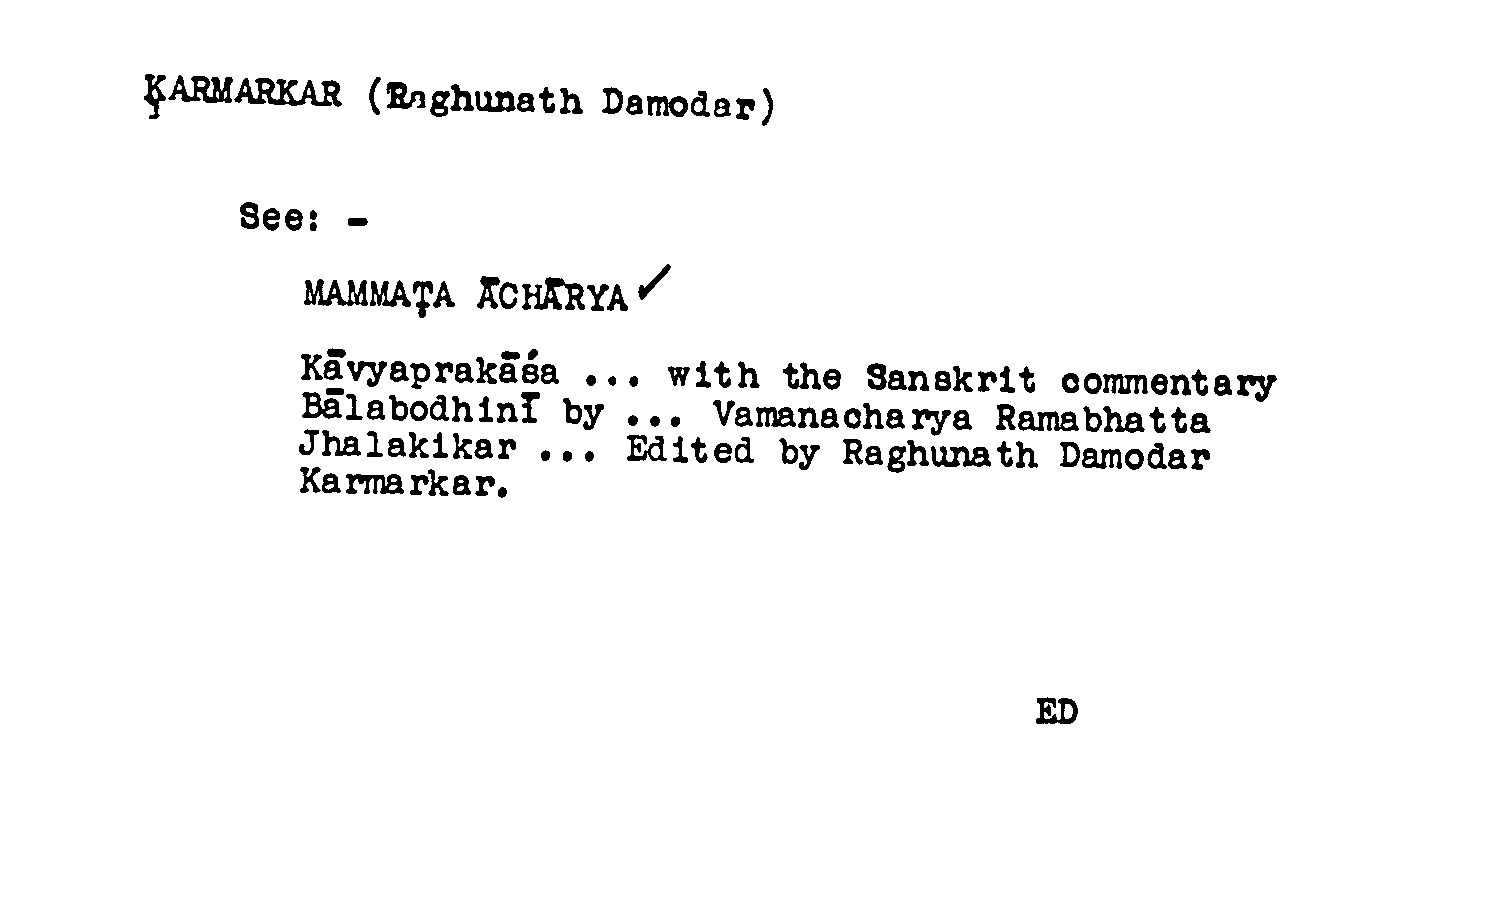 KARMARKAR (Raghunath Damodar)
See: -
MAMMAṬA ĀCHĀRYA ✓
Kāvyaprakāśa ... with the Sanskrit commentary
Bālabodhinī by ... Vamanacharya Ramabhatta
Jhalakikar ... Edited by Raghunath Damodar
Karmarkar.
ED